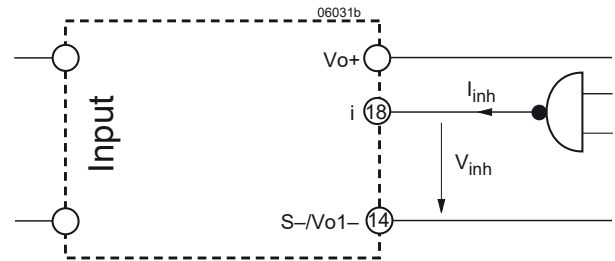 06031b
Vo+
Input
i
18
Iinh
Vinh
S–/Vo1–
14